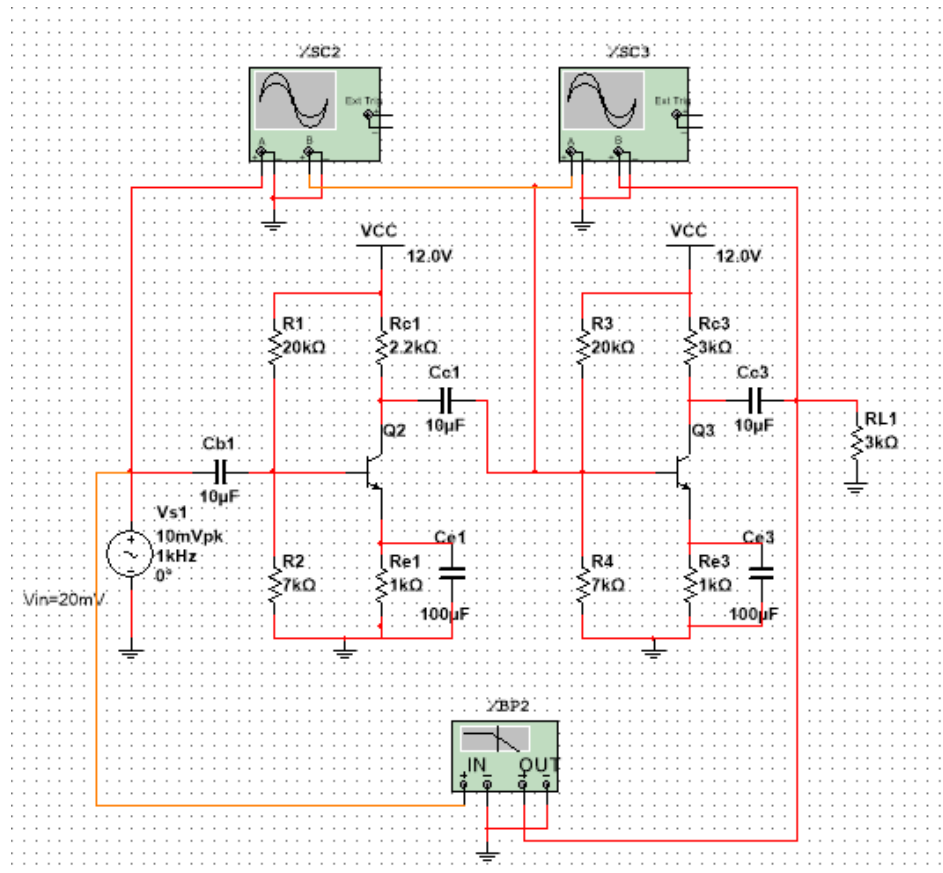 XSC2
XSC3
Ext Trig
A
B
Ext Trig
A
B
VCC
12.0V
VCC
12.0V
R1
20kΩ
Rc1
2.2kΩ
R3
20kΩ
Rc3
3kΩ
Cc1
10µF
Cc3
10µF
RL1
3kΩ
Q2
Q3
Cb1
10µF
Vs1
10mVpk
1kHz
0°
Vin=20mV
R2
7kΩ
Re1
1kΩ
Ce1
100µF
R4
7kΩ
Re3
1kΩ
Ce3
100µF
XBP2
IN
OUT